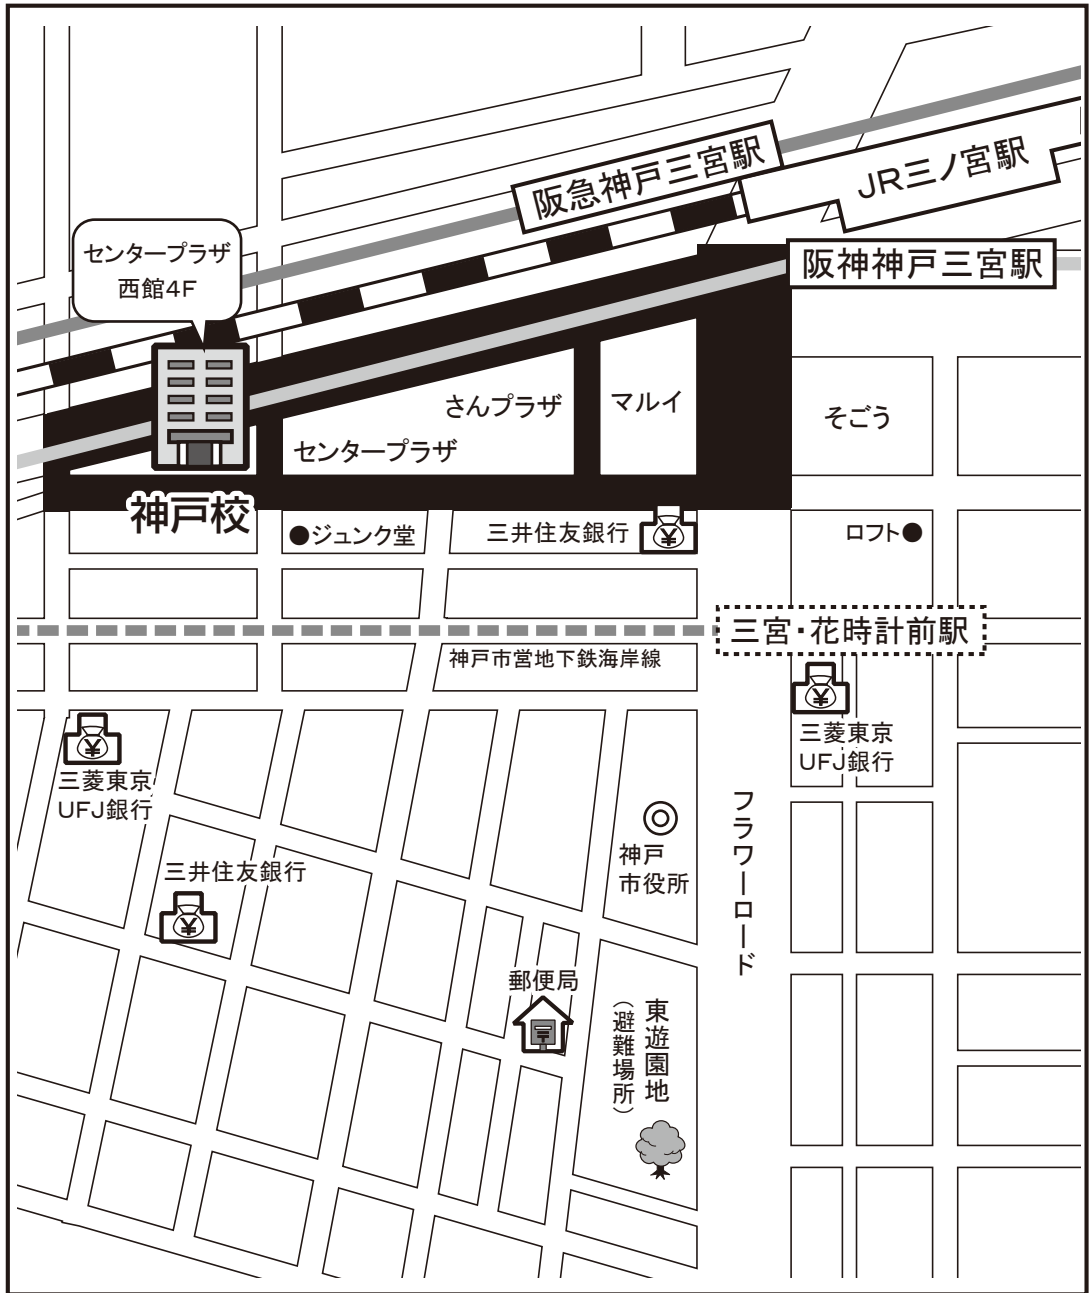 阪急神戸三宮駅
JR三ノ宮駅
センタープラザ
西館4F
阪神神戸三宮駅
さんプラザ
マルイ
そごう
センタープラザ
神戸校
●ジュンク堂
三井住友銀行
¥
ロフト●
三宮・花時計前駅
神戸市営地下鉄海岸線
¥
三菱東京
UFJ銀行
¥
三菱東京
UFJ銀行
フラワーロード
神戸
市役所
三井住友銀行
¥
郵便局
〒
東遊園地
(避難場所)